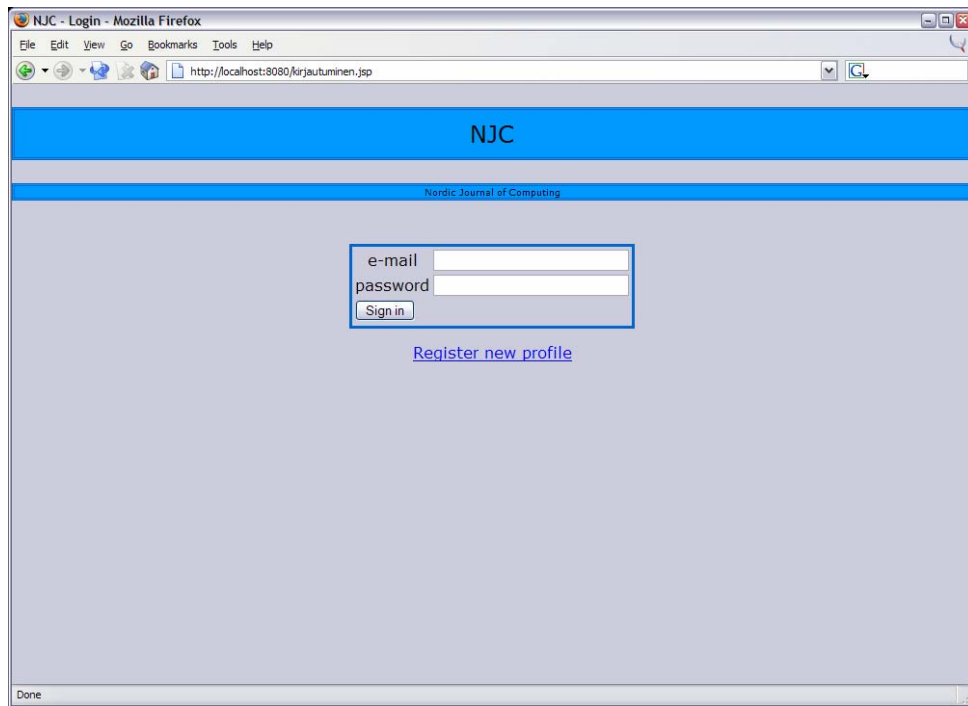 NJC - Login - Mozilla Firefox
File Edit View Go Bookmarks Tools Help
http://localhost:8080/kirjautuminen.jsp G
NJC
Nordic Journal of Computing
e-mail
password
Sign in
Register new profile
Done